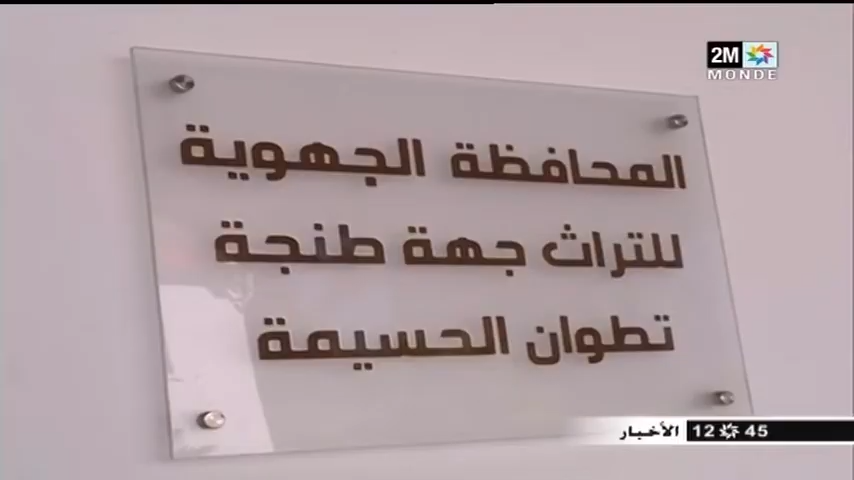 2M
MONDE
المحافظة الجهوية
للتراث جهة طنجة
تطوان الحسيمة
الأخبار 12 45